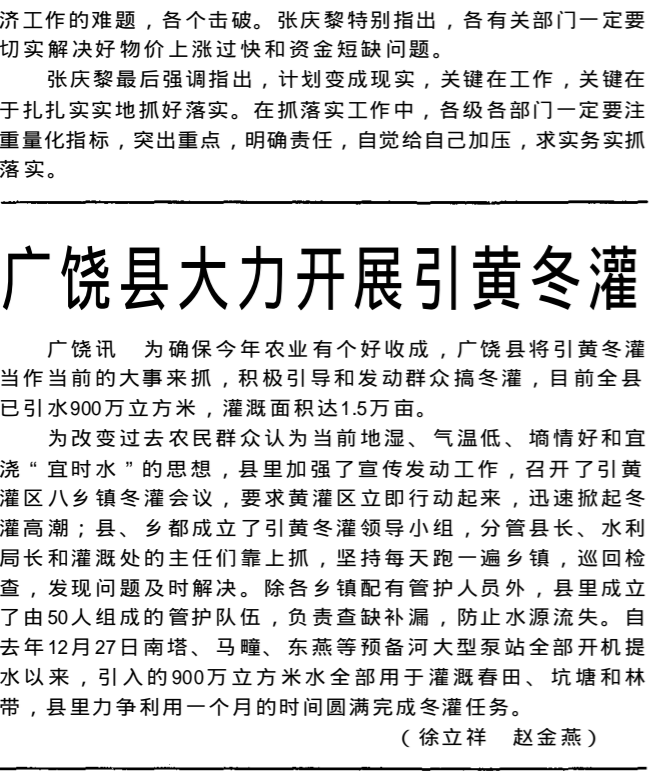 济工作的难题，各个击破。张庆黎特别指出，各有关部门一定要
切实解决好物价上涨过快和资金短缺问题。
张庆黎最后强调指出，计划变成现实，关键在工作，关键在
于扎扎实实地抓好落实。在抓落实工作中，各级各部门一定要注
重量化指标，突出重点，明确责任，自觉给自己加压，求实务实抓
落实。
广饶县大力开展引黄冬灌
广饶讯　为确保今年农业有个好收成，广饶县将引黄冬灌
当作当前的大事来抓，积极引导和发动群众搞冬灌，目前全县
已引水900万立方米，灌溉面积达1.5万亩。
为改变过去农民群众认为当前地湿、气温低、墒情好和宜
浇“宜时水”的思想，县里加强了宣传发动工作，召开了引黄
灌区八乡镇冬灌会议，要求黄灌区立即行动起来，迅速掀起冬
灌高潮；县、乡都成立了引黄冬灌领导小组，分管县长、水利
局长和灌溉处的主任们靠上抓，坚持每天跑一遍乡镇，巡回检
查，发现问题及时解决。除各乡镇配有管护人员外，县里成立
了由50人组成的管护队伍，负责查缺补漏，防止水源流失。自
去年12月27日南塔、马疃、东燕等预备河大型泵站全部开机提
水以来，引入的900万立方米水全部用于灌溉春田、坑塘和林
带，县里力争利用一个月的时间圆满完成冬灌任务。
（徐立祥　赵金燕）